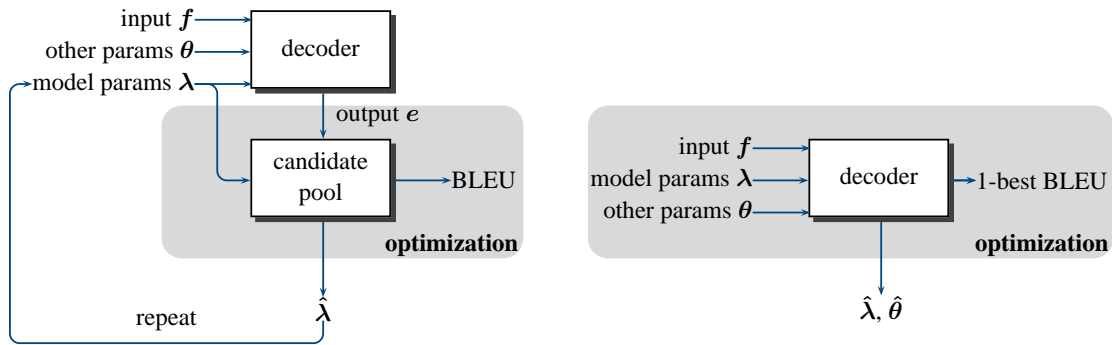 input f
other params θ
model params λ
decoder
output e
candidate
pool
BLEU
optimization
λ̂
repeat
input f
model params λ
other params θ
decoder
1-best BLEU
optimization
λ̂, θ̂